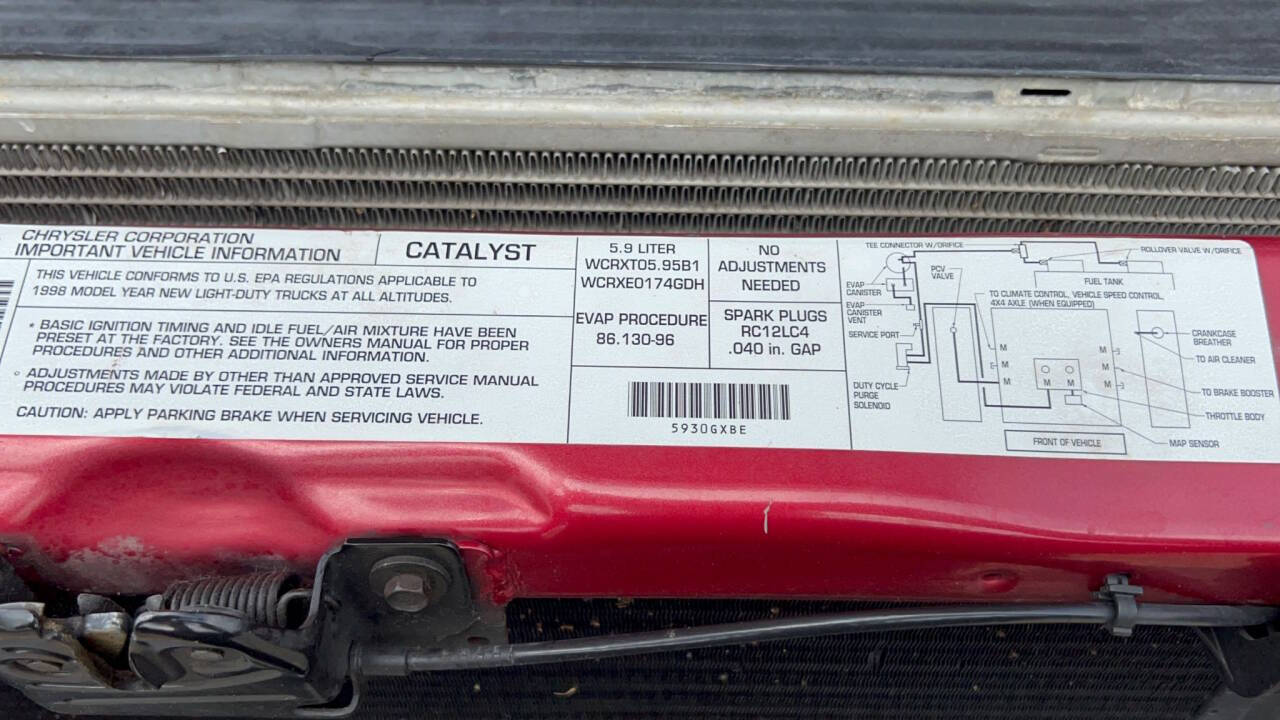 CHRYSLER CORPORATION
IMPORTANT VEHICLE INFORMATION
CATALYST
THIS VEHICLE CONFORMS TO U.S. EPA REGULATIONS APPLICABLE TO
1998 MODEL YEAR NEW LIGHT-DUTY TRUCKS AT ALL ALTITUDES.
* BASIC IGNITION TIMING AND IDLE FUEL/AIR MIXTURE HAVE BEEN
PRESET AT THE FACTORY. SEE THE OWNERS MANUAL FOR PROPER
PROCEDURES AND OTHER ADDITIONAL INFORMATION.
° ADJUSTMENTS MADE BY OTHER THAN APPROVED SERVICE MANUAL
PROCEDURES MAY VIOLATE FEDERAL AND STATE LAWS.
CAUTION: APPLY PARKING BRAKE WHEN SERVICING VEHICLE.
5.9 LITER
WCRXT05.95B1
WCRXE0174GDH
EVAP PROCEDURE
86.130-96
NO
ADJUSTMENTS
NEEDED
SPARK PLUGS
RC12LC4
.040 in. GAP
5930GXBE
TEE CONNECTOR W/ORIFICE
ROLLOVER VALVE W/ORIFICE
FUEL TANK
PCV
VALVE
EVAP
CANISTER
EVAP
CANISTER
VENT
SERVICE PORT
DUTY CYCLE
PURGE
SOLENOID
TO CLIMATE CONTROL, VEHICLE SPEED CONTROL,
4X4 AXLE (WHEN EQUIPPED)
M
M
M
M
M
M
M
M
CRANKCASE
BREATHER
TO AIR CLEANER
TO BRAKE BOOSTER
THROTTLE BODY
MAP SENSOR
FRONT OF VEHICLE